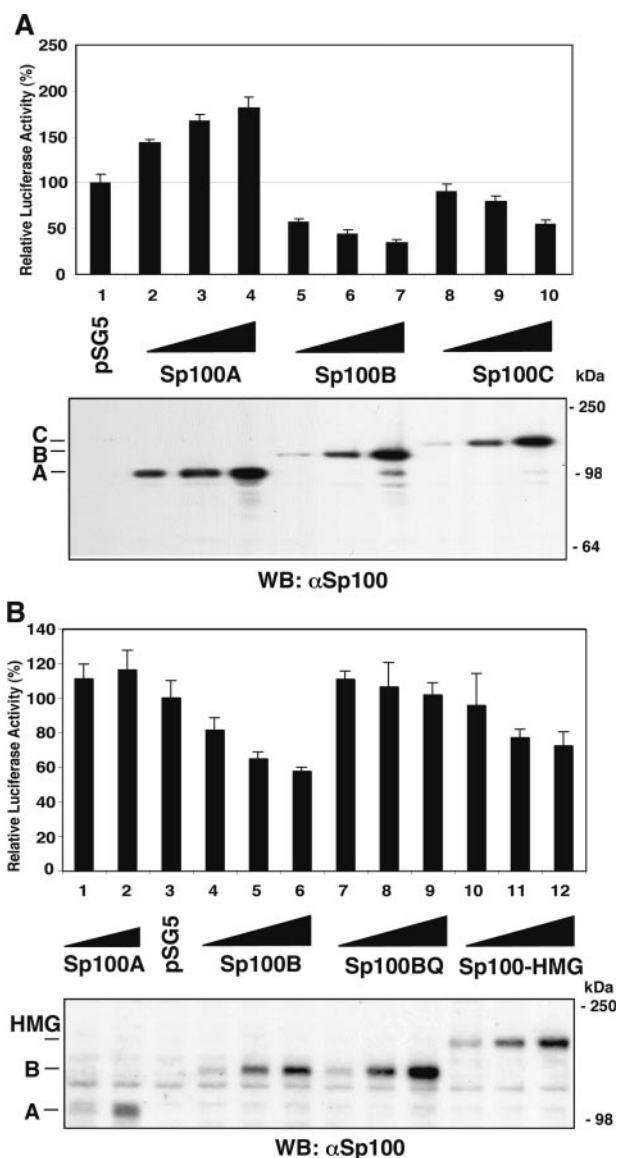 A
Relative Luciferase Activity (%)
250
200
150
100
50
0
1 2 3 4 5 6 7 8 9 10
pSG5
Sp100A Sp100B Sp100C kDa
C
B
A
- 250
- 98
- 64
WB: αSp100
B
Relative Luciferase Activity (%)
140
120
100
80
60
40
20
0
1 2 3 4 5 6 7 8 9 10 11 12
Sp100A pSG5 Sp100B Sp100BQ Sp100-HMG
kDa
HMG
B
A
- 250
- 98
WB: αSp100